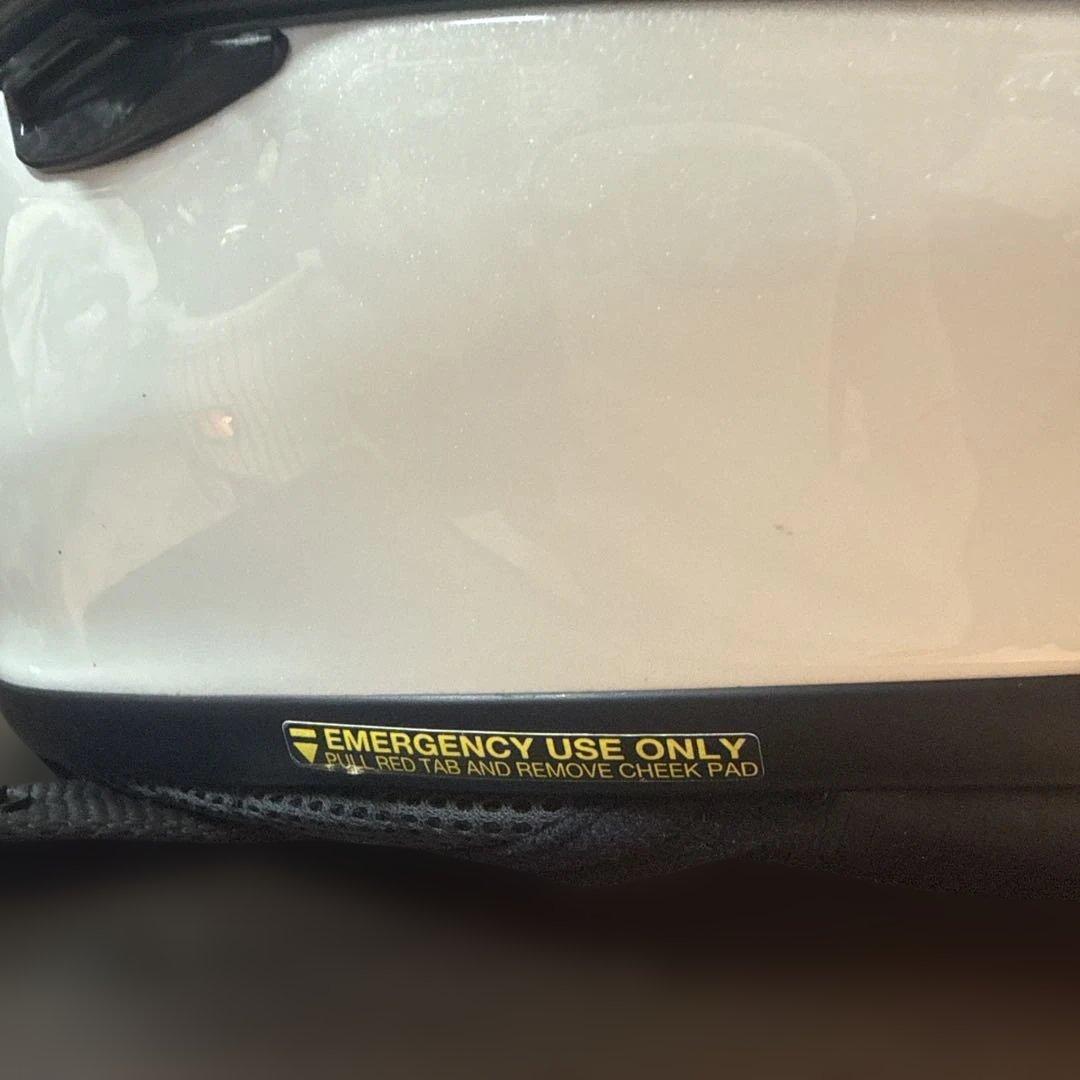 EMERGENCY USE ONLY
PULL RED TAB AND REMOVE CHEEK PAD